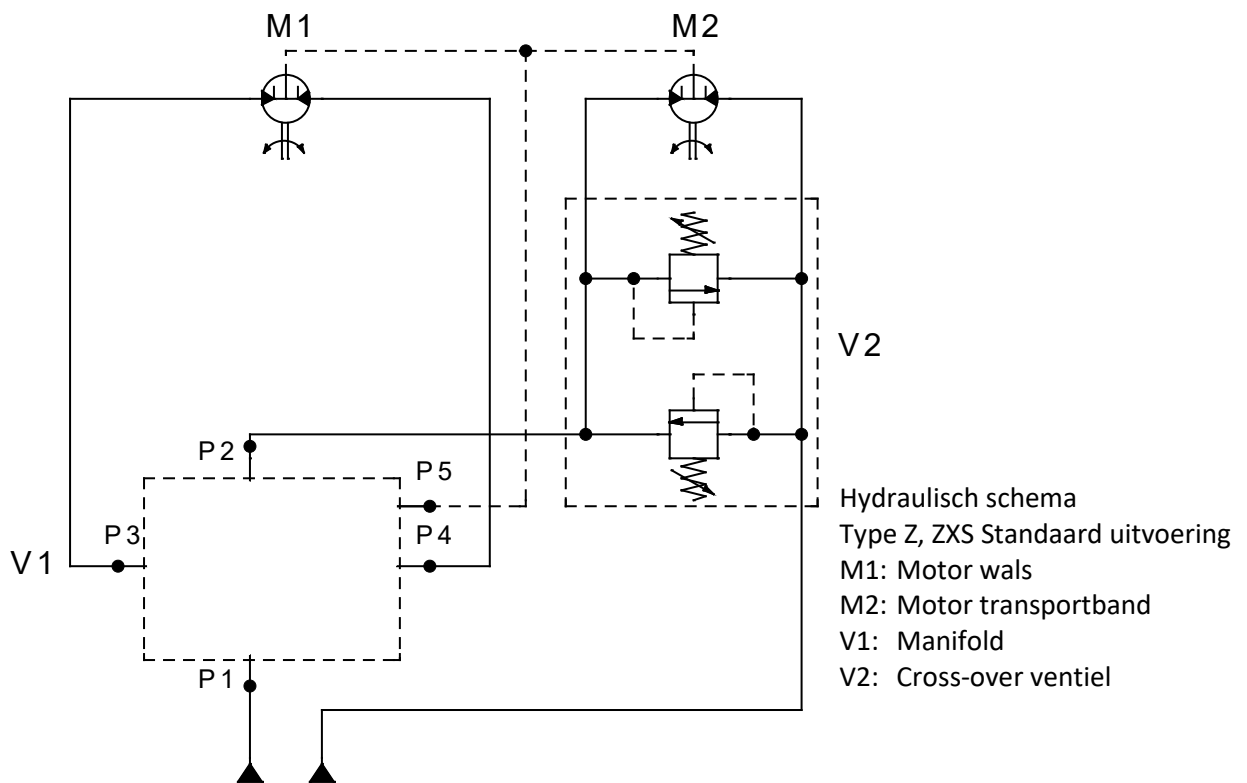 M1
M2
V2
P2
P5
P3
P4
V1
P1
Hydraulisch schema
Type Z, ZXS Standaard uitvoering
M1: Motor wals
M2: Motor transportband
V1: Manifold
V2: Cross-over ventiel